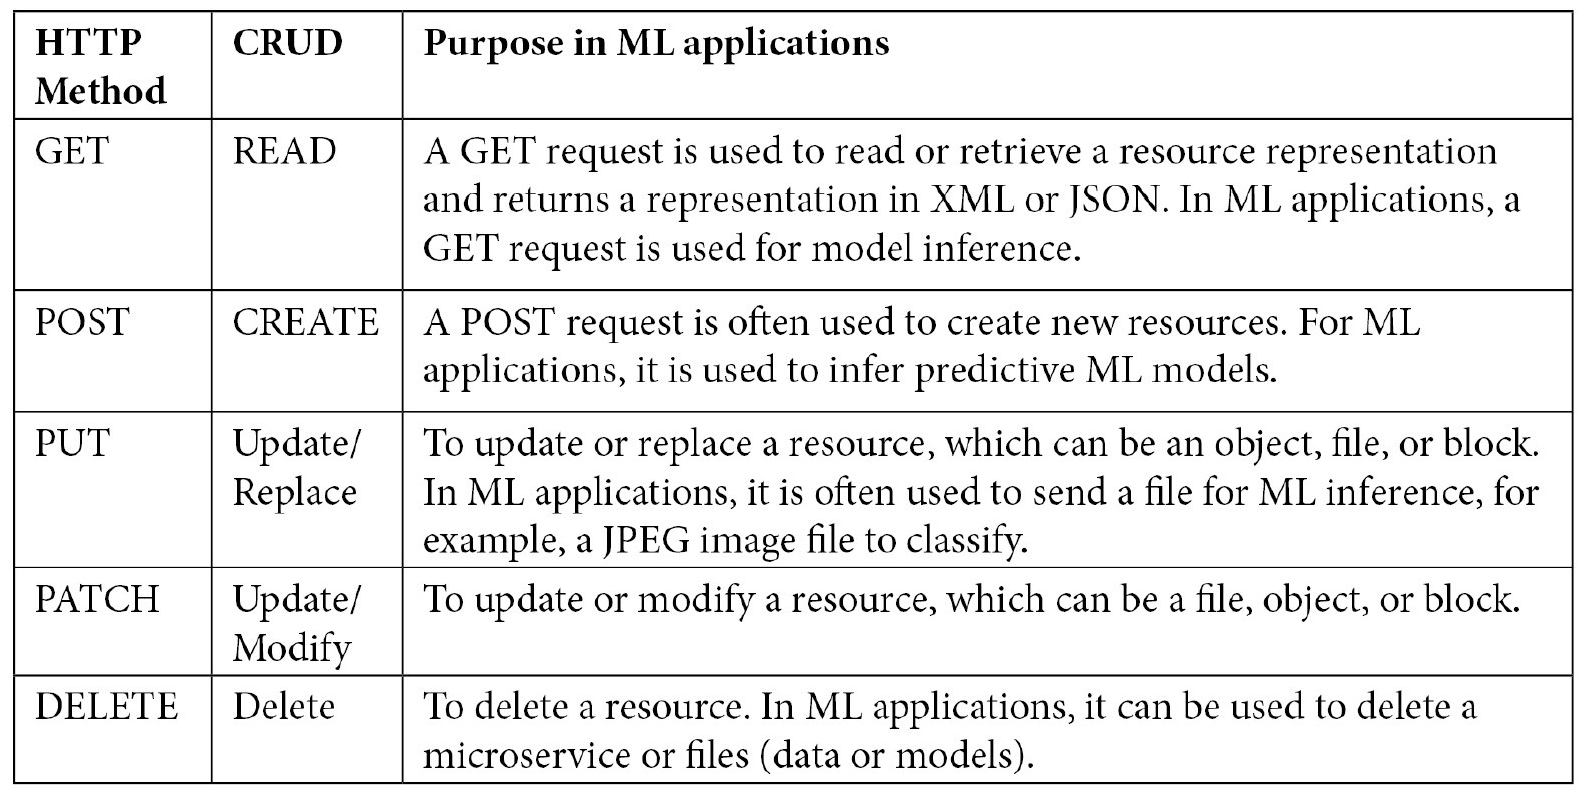 HTTP Method CRUD Purpose in ML applications
GET READ A GET request is used to read or retrieve a resource representation
and returns a representation in XML or JSON. In ML applications, a
GET request is used for model inference.
POST CREATE A POST request is often used to create new resources. For ML
applications, it is used to infer predictive ML models.
PUT Update/ To update or replace a resource, which can be an object, file, or block.
Replace In ML applications, it is often used to send a file for ML inference, for
example, a JPEG image file to classify.
PATCH Update/ To update or modify a resource, which can be a file, object, or block.
Modify
DELETE Delete To delete a resource. In ML applications, it can be used to delete a
microservice or files (data or models).